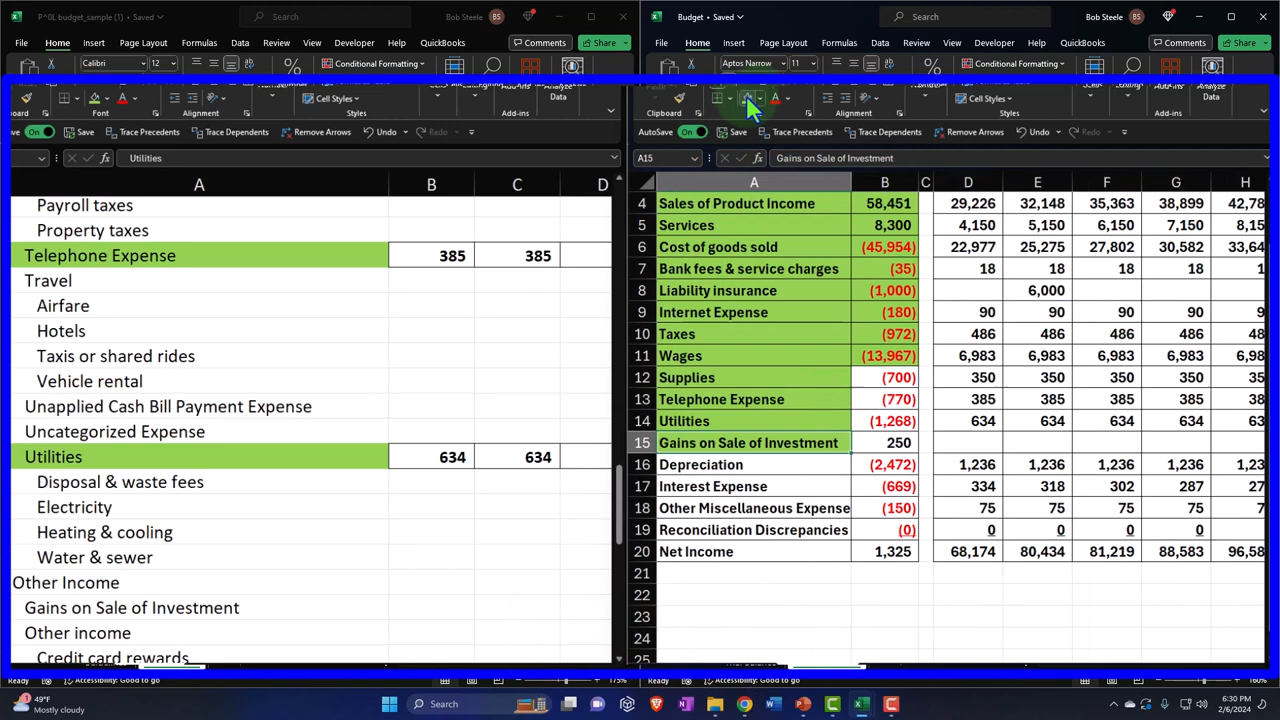 P^0L budget_sample (1) • Saved
Search
Bob Steele BS
File Home Insert Page Layout Formulas Data Review View Developer Help QuickBooks Comments Share
Calibri 12 Conditional Formatting
Cell Styles
Add-ins Analyze Data
Clipboard Font Alignment Styles Add-ins
On Save Trace Precedents Trace Dependents Undo Redo
fx Utilities
A B C D
Payroll taxes
Property taxes
Telephone Expense 385 385
Travel
Airfare
Hotels
Taxis or shared rides
Vehicle rental
Unapplied Cash Bill Payment Expense
Uncategorized Expense
Utilities 634 634
Disposal & waste fees
Electricity
Heating & cooling
Water & sewer
Other Income
Gains on Sale of Investment
Other income
Credit card rewards
Ready Accessibility: Good to go 175%
Budget • Saved
Search
Bob Steele BS
File Home Insert Page Layout Formulas Data Review View Developer Help QuickBooks Comments Share
Aptos Narrow 11 Conditional Formatting
Cell Styles
Add-ins Analyze Data
Clipboard Font Alignment Styles Add-ins
AutoSave On Save Trace Precedents Trace Dependents Remove Arrows Undo Redo
A15 fx Gains on Sale of Investment
A B C D E F G H
4 Sales of Product Income 58,451 29,226 32,148 35,363 38,899 42,78
5 Services 8,300 4,150 5,150 6,150 7,150 8,15
6 Cost of goods sold (45,954) 22,977 25,275 27,802 30,582 33,64
7 Bank fees & service charges (35) 18 18 18 18 1
8 Liability insurance (1,000) 6,000
9 Internet Expense (180) 90 90 90 90 9
10 Taxes (972) 486 486 486 486 48
11 Wages (13,967) 6,983 6,983 6,983 6,983 6,98
12 Supplies (700) 350 350 350 350 35
13 Telephone Expense (770) 385 385 385 385 38
14 Utilities (1,268) 634 634 634 634 63
15 Gains on Sale of Investment 250
16 Depreciation (2,472) 1,236 1,236 1,236 1,236 1,23
17 Interest Expense (669) 334 318 302 287 27
18 Other Miscellaneous Expense (150) 75 75 75 75 7
19 Reconciliation Discrepancies (0) 0 0 0 0
20 Net Income 1,325 68,174 80,434 81,219 88,583 96,58
21
22
23
24
25
Ready Accessibility: Good to go 160%
49°F
Mostly cloudy
Search
6:30 PM
2/6/2024